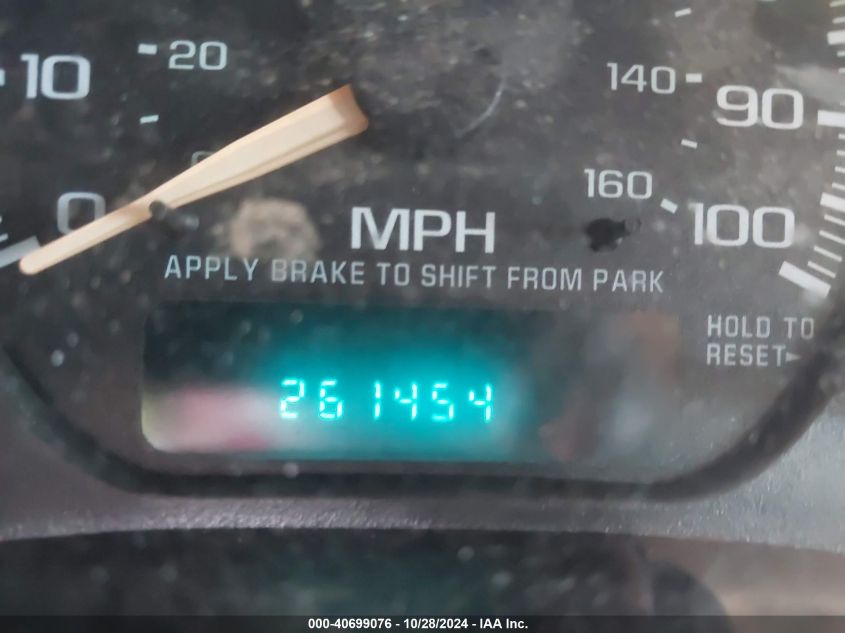 10 20 140 90
0 160 100
MPH
APPLY BRAKE TO SHIFT FROM PARK
HOLD TO
RESET
261454
000-40699076 - 10/28/2024 - IAA Inc.